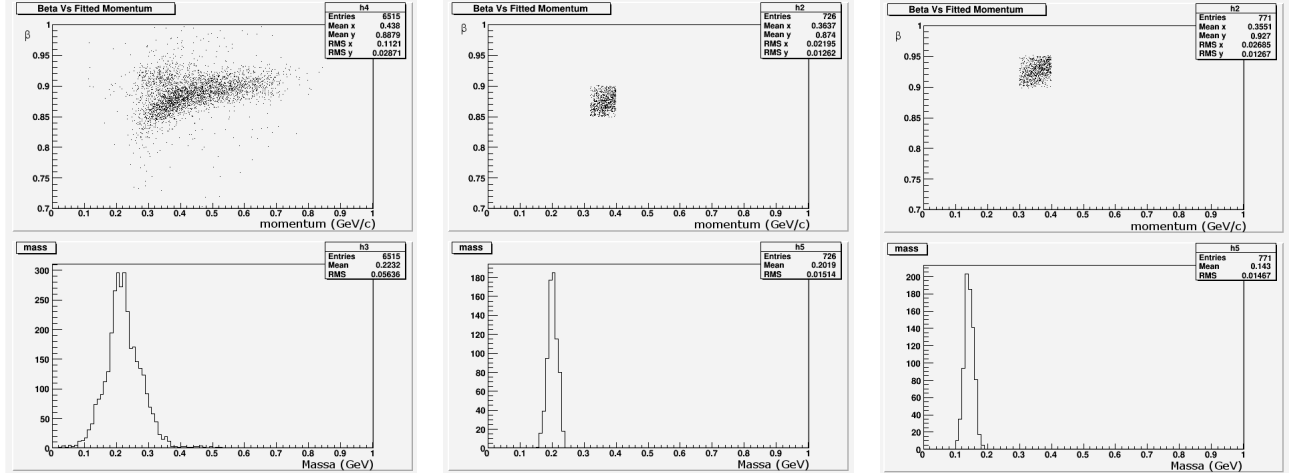 Beta Vs Fitted Momentum
h4
Entries 6515
Mean x 0.438
Mean y 0.8879
RMS x 0.1121
RMS y 0.02871
β
1
0.95
0.9
0.85
0.8
0.75
0.7
0 0.1 0.2 0.3 0.4 0.5 0.6 0.7 0.8 0.9 1
momentum (GeV/c)
Beta Vs Fitted Momentum
h2
Entries 726
Mean x 0.3637
Mean y 0.874
RMS x 0.02195
RMS y 0.01262
β
1
0.95
0.9
0.85
0.8
0.75
0.7
0 0.1 0.2 0.3 0.4 0.5 0.6 0.7 0.8 0.9 1
momentum (GeV/c)
Beta Vs Fitted Momentum
h2
Entries 771
Mean x 0.3551
Mean y 0.927
RMS x 0.02685
RMS y 0.01267
β
1
0.95
0.9
0.85
0.8
0.75
0.7
0 0.1 0.2 0.3 0.4 0.5 0.6 0.7 0.8 0.9 1
momentum (GeV/c)
mass
h3
Entries 6515
Mean 0.2232
RMS 0.05636
300
250
200
150
100
50
0
0 0.1 0.2 0.3 0.4 0.5 0.6 0.7 0.8 0.9 1
Massa (GeV)
mass
h5
Entries 726
Mean 0.2019
RMS 0.01514
180
160
140
120
100
80
60
40
20
0
0 0.1 0.2 0.3 0.4 0.5 0.6 0.7 0.8 0.9 1
Massa (GeV)
mass
h5
Entries 771
Mean 0.143
RMS 0.01467
200
180
160
140
120
100
80
60
40
20
0
0 0.1 0.2 0.3 0.4 0.5 0.6 0.7 0.8 0.9 1
Massa (GeV)